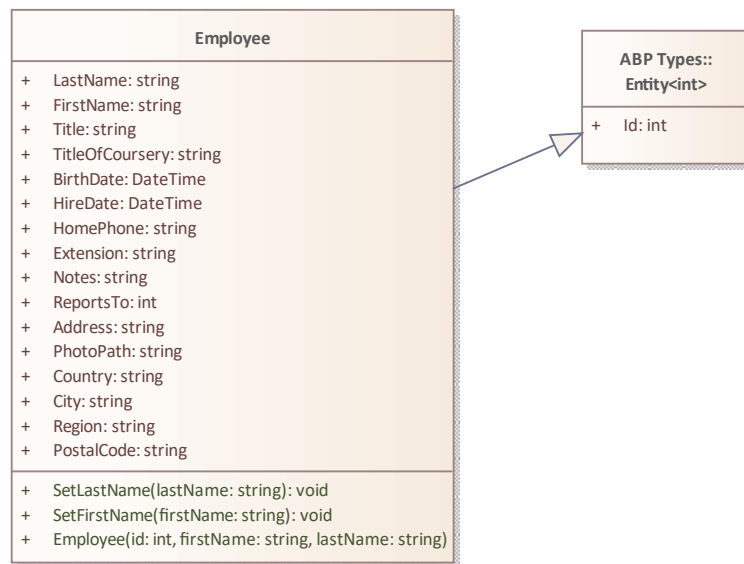 Employee
+ LastName: string
+ FirstName: string
+ Title: string
+ TitleOfCoursery: string
+ BirthDate: DateTime
+ HireDate: DateTime
+ HomePhone: string
+ Extension: string
+ Notes: string
+ ReportsTo: int
+ Address: string
+ PhotoPath: string
+ Country: string
+ City: string
+ Region: string
+ PostalCode: string
+ SetLastName(lastName: string): void
+ SetFirstName(firstName: string): void
+ Employee(id: int, firstName: string, lastName: string)
ABP Types::
Entity<int>
+ Id: int